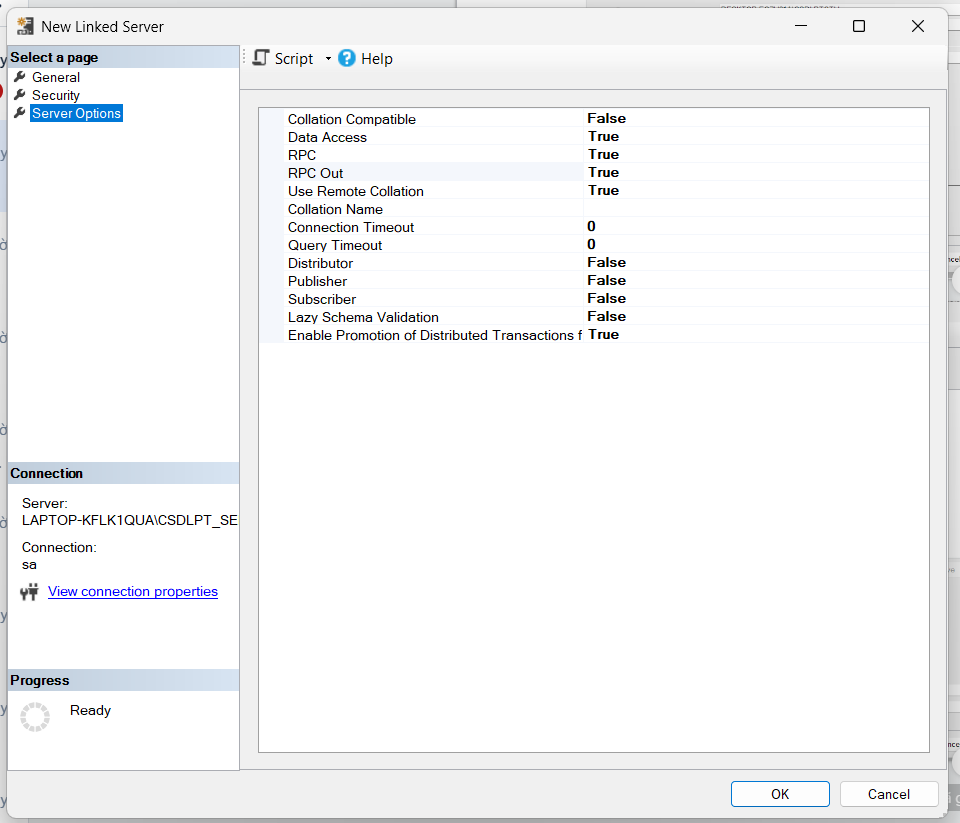 New Linked Server
Select a page
General
Security
Server Options
Script
Help
Collation Compatible False
Data Access True
RPC True
RPC Out True
Use Remote Collation True
Collation Name
Connection Timeout 0
Query Timeout 0
Distributor False
Publisher False
Subscriber False
Lazy Schema Validation False
Enable Promotion of Distributed Transactions f True
Connection
Server:
LAPTOP-KFLK1QUA\CSDLPT_SE
Connection:
sa
View connection properties
Progress
Ready
OK
Cancel